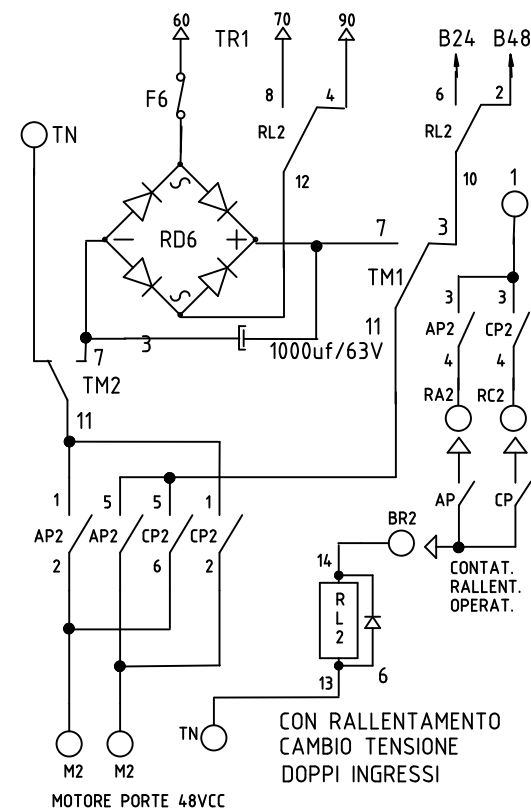 60
70
90
TR1
B24
B48
F6
8
4
6
2
RL2
RL2
TN
12
10
1
RD6
7
3
TM1
3
3
11
AP2
CP2
7
3
1000uf/63V
4
4
TM2
RA2
RC2
11
1
5
5
1
AP
CP
AP2
AP2
CP2
CP2
BR2
2
6
2
14
CONTAT.
RALLENT.
OPERAT.
R
L
2
13
6
TN
CON RALLENTAMENTO
CAMBIO TENSIONE
DOPPI INGRESSI
M2
M2
MOTORE PORTE 48VCC